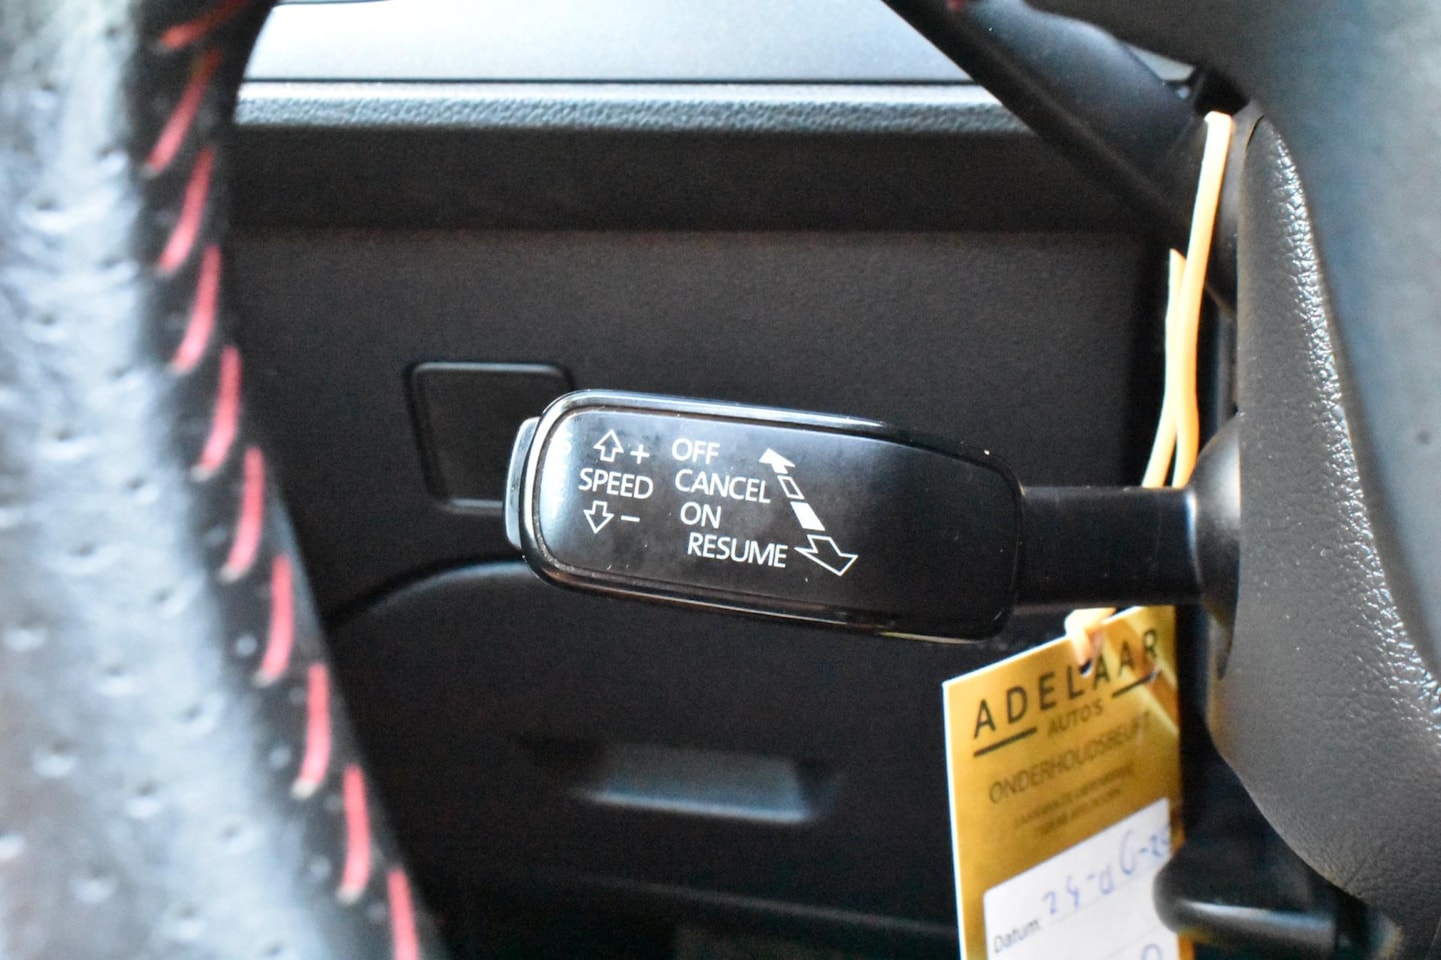 + OFF
SPEED CANCEL
- ON
RESUME
ADELAAR
AUTO'S
ONDERHOUDSBEURT
Datum: